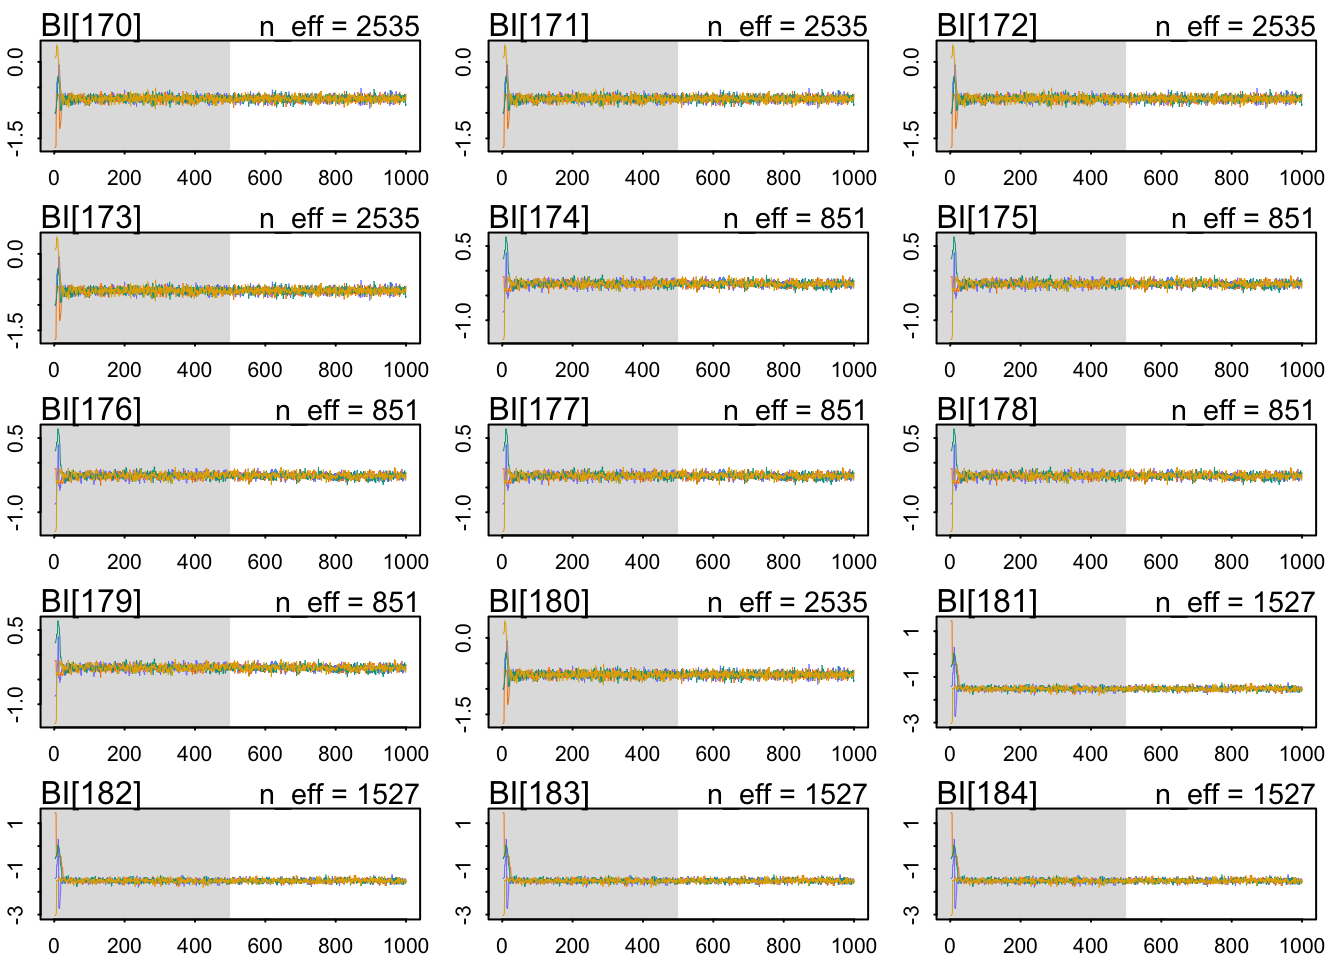 BI[170] n_eff = 2535 BI[171] n_eff = 2535 BI[172] n_eff = 2535
0.0 -1.5 0.0 -1.5 0.0 -1.5
0 200 400 600 800 1000 0 200 400 600 800 1000 0 200 400 600 800 1000
BI[173] n_eff = 2535 BI[174] n_eff = 851 BI[175] n_eff = 851
0.0 -1.5 0.5 -1.0 0.5 -1.0
0 200 400 600 800 1000 0 200 400 600 800 1000 0 200 400 600 800 1000
BI[176] n_eff = 851 BI[177] n_eff = 851 BI[178] n_eff = 851
0.5 -1.0 0.5 -1.0 0.5 -1.0
0 200 400 600 800 1000 0 200 400 600 800 1000 0 200 400 600 800 1000
BI[179] n_eff = 851 BI[180] n_eff = 2535 BI[181] n_eff = 1527
0.5 -1.0 0.0 -1.5 1 -1 -3
0 200 400 600 800 1000 0 200 400 600 800 1000 0 200 400 600 800 1000
BI[182] n_eff = 1527 BI[183] n_eff = 1527 BI[184] n_eff = 1527
1 -1 -3 1 -1 -3 1 -1 -3
0 200 400 600 800 1000 0 200 400 600 800 1000 0 200 400 600 800 1000